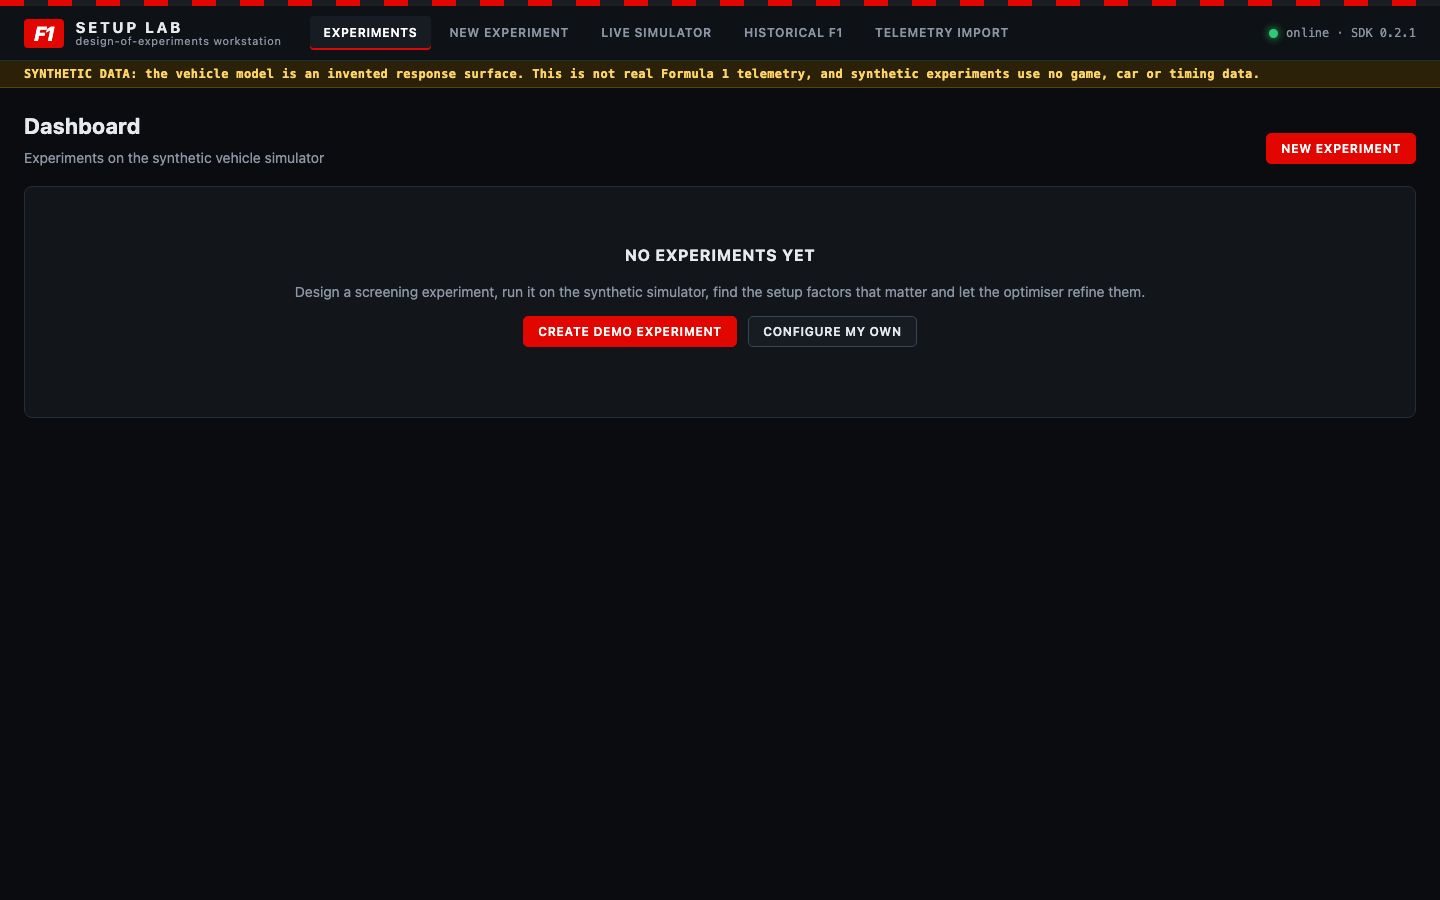 F1
SETUP LAB
design-of-experiments workstation
EXPERIMENTS
NEW EXPERIMENT
LIVE SIMULATOR
HISTORICAL F1
TELEMETRY IMPORT
online · SDK 0.2.1
SYNTHETIC DATA: the vehicle model is an invented response surface. This is not real Formula 1 telemetry, and synthetic experiments use no game, car or timing data.
Dashboard
Experiments on the synthetic vehicle simulator
NEW EXPERIMENT
NO EXPERIMENTS YET
Design a screening experiment, run it on the synthetic simulator, find the setup factors that matter and let the optimiser refine them.
CREATE DEMO EXPERIMENT
CONFIGURE MY OWN